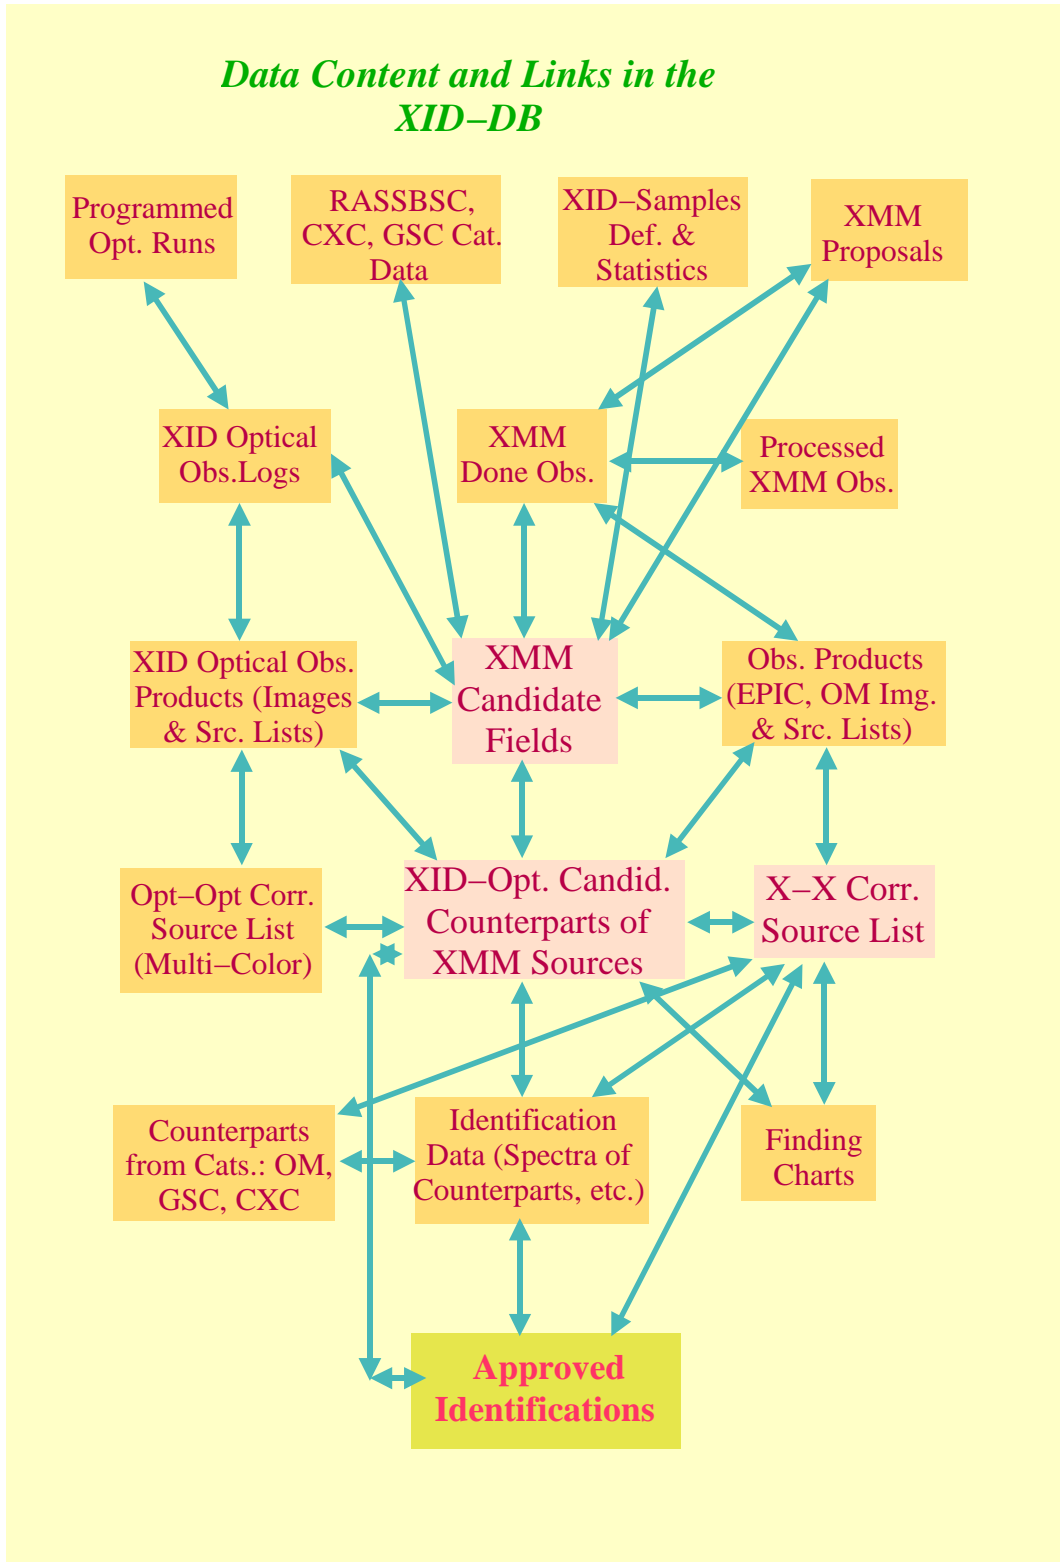 Data Content and Links in the
XID−DB
Programmed
Opt. Runs
RASSBSC,
CXC, GSC Cat.
Data
XID−Samples
Def. &
Statistics
XMM
Proposals
XID Optical
Obs.Logs
XMM
Done Obs.
Processed
XMM Obs.
XID Optical Obs.
Products (Images
& Src. Lists)
XMM
Candidate
Fields
Obs. Products
(EPIC, OM Img.
& Src. Lists)
Opt−Opt Corr.
Source List
(Multi−Color)
XID−Opt. Candid.
Counterparts of
XMM Sources
X−X Corr.
Source List
Counterparts
from Cats.: OM,
GSC, CXC
Identification
Data (Spectra of
Counterparts, etc.)
Finding
Charts
Approved
Identifications